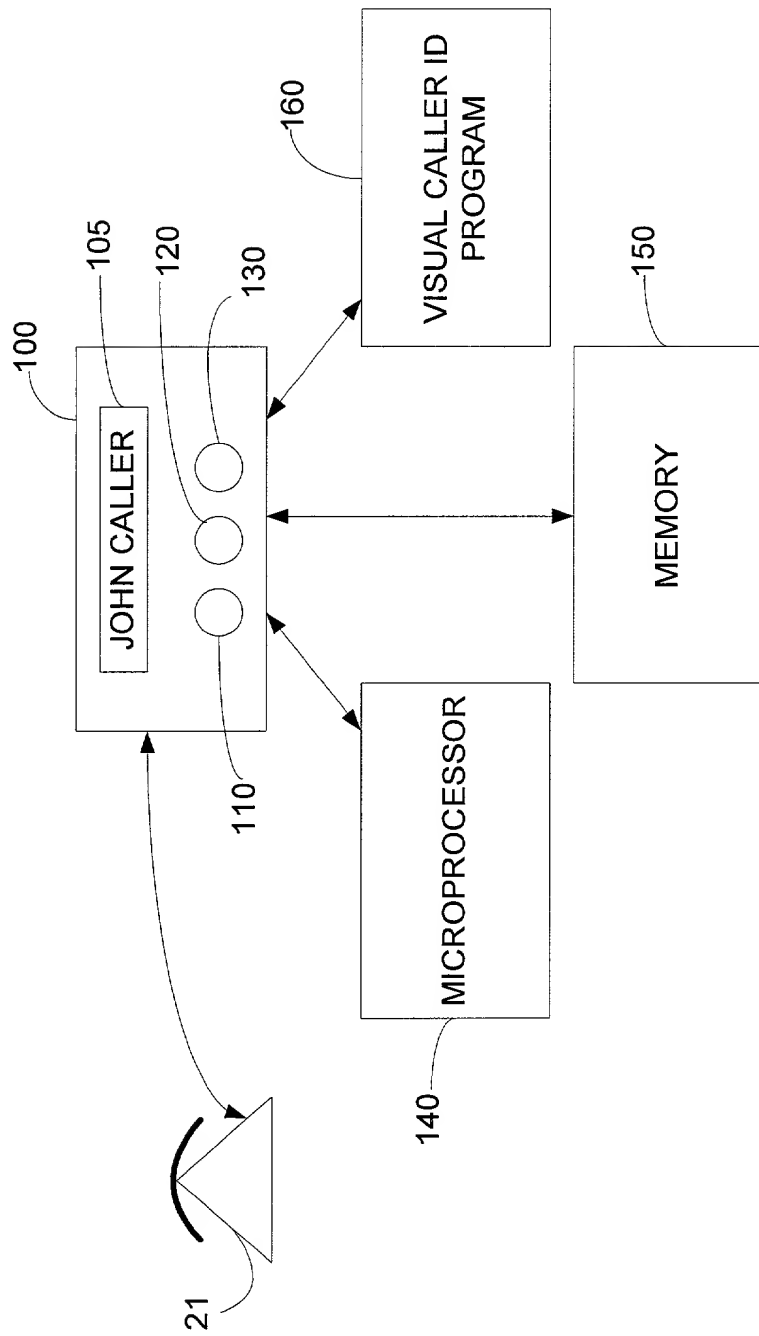 100
105
JOHN CALLER
120
130
110
160
VISUAL CALLER ID
PROGRAM
21
MICROPROCESSOR
140
MEMORY
150